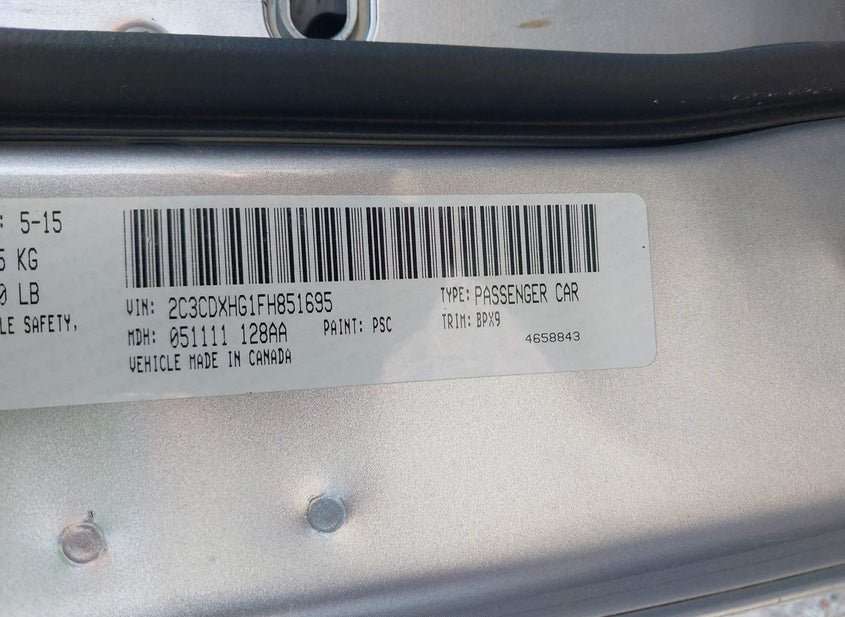 : 5-15
5 KG
0 LB
LE SAFETY,
VIN: 2C3CDXHG1FH851695
TYPE: PASSENGER CAR
MDH: 051111 128AA
PAINT: PSC
TRIM: BPX9
VEHICLE MADE IN CANADA
4658843